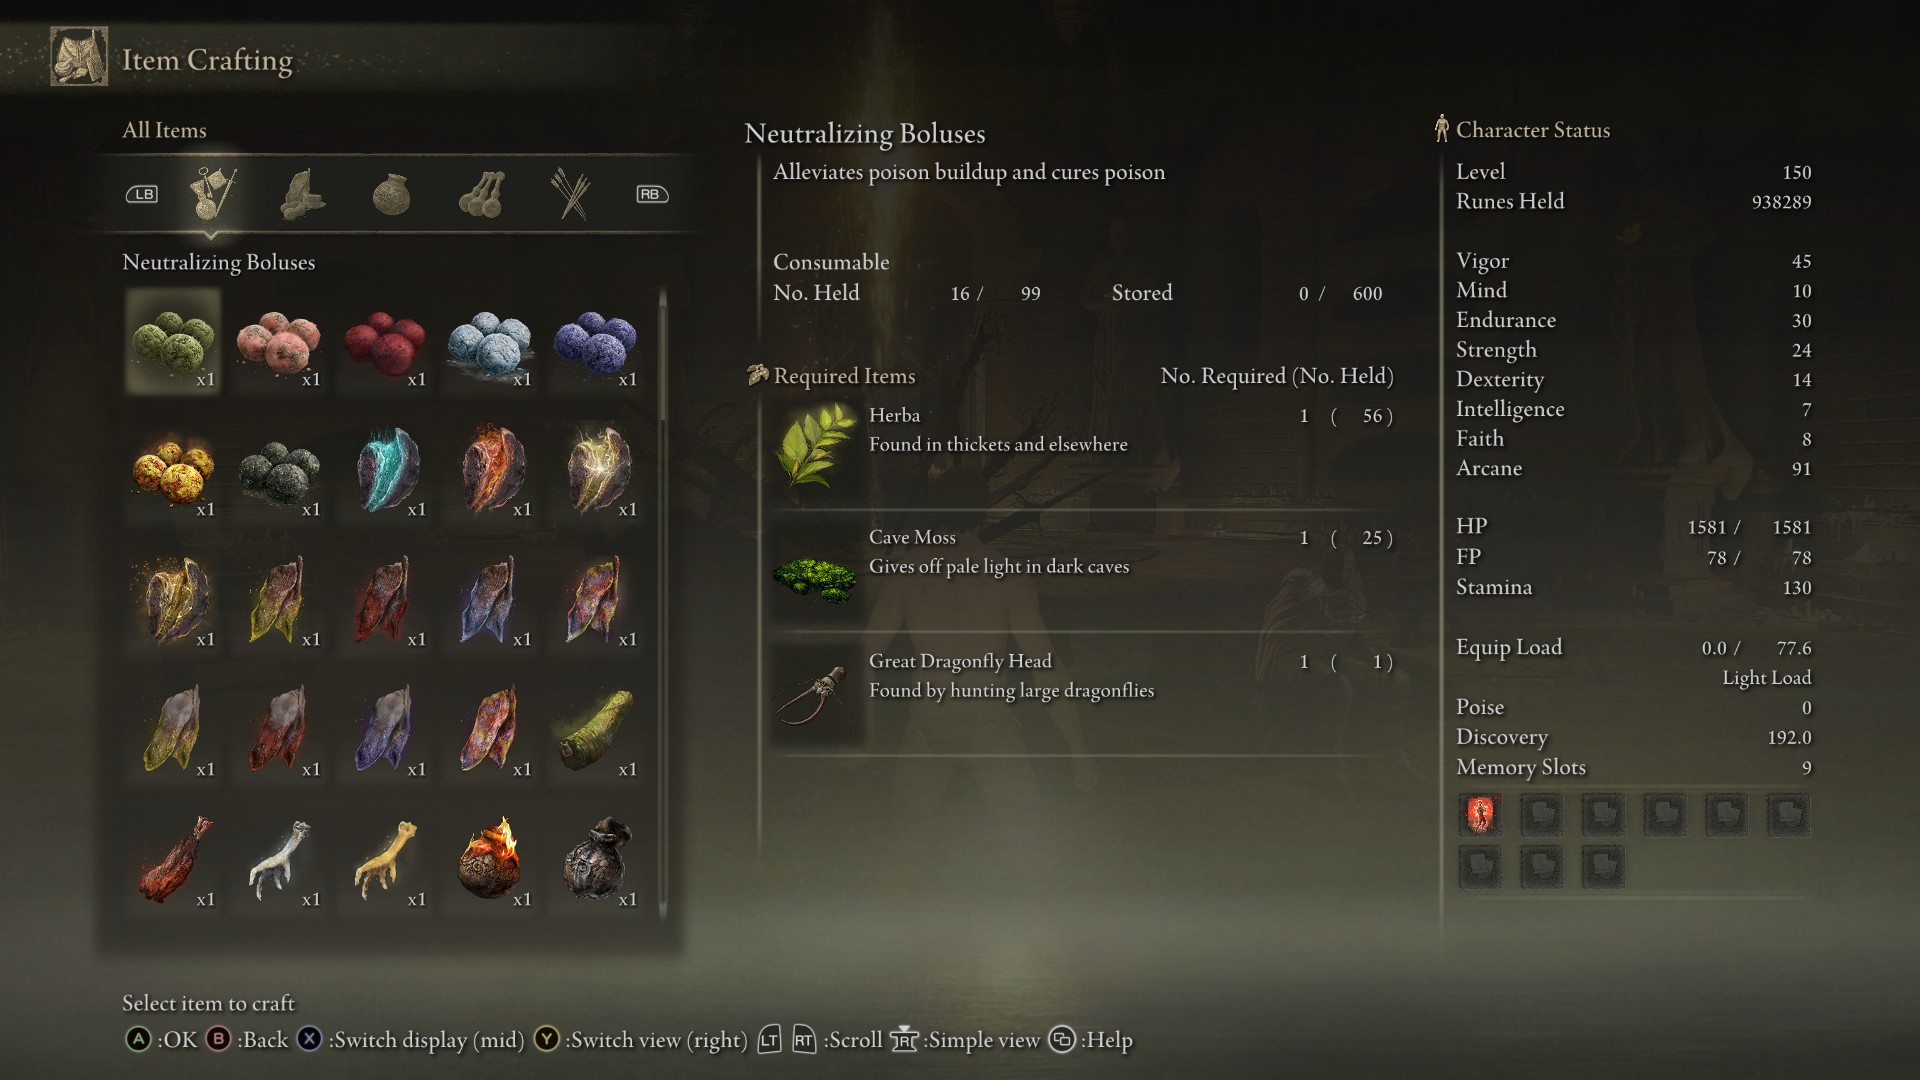 Item Crafting
All Items
LB
RB
Neutralizing Boluses
x1 x1 x1 x1 x1
x1 x1 x1 x1 x1
x1 x1 x1 x1 x1
x1 x1 x1 x1 x1
x1 x1 x1 x1 x1
Neutralizing Boluses
Alleviates poison buildup and cures poison
Consumable
No. Held 16 / 99 Stored 0 / 600
Required Items No. Required (No. Held)
Herba 1 ( 56 )
Found in thickets and elsewhere
Cave Moss 1 ( 25 )
Gives off pale light in dark caves
Great Dragonfly Head 1 ( 1 )
Found by hunting large dragonflies
Character Status
Level 150
Runes Held 938289
Vigor 45
Mind 10
Endurance 30
Strength 24
Dexterity 14
Intelligence 7
Faith 8
Arcane 91
HP 1581 / 1581
FP 78 / 78
Stamina 130
Equip Load 0.0 / 77.6
Light Load
Poise 0
Discovery 192.0
Memory Slots 9
Select item to craft
A :OK B :Back X :Switch display (mid) Y :Switch view (right) LT RT :Scroll R :Simple view :Help